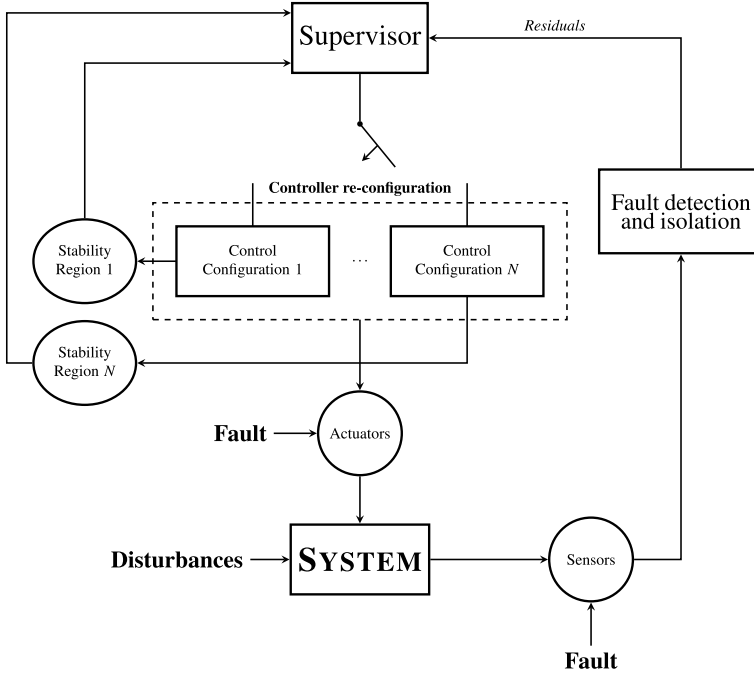 Residuals
Supervisor
Controller re-configuration
Fault detection
and isolation
Stability
Region 1
Control
Configuration 1
...
Control
Configuration N
Stability
Region N
Fault
Actuators
Disturbances
SYSTEM
Sensors
Fault